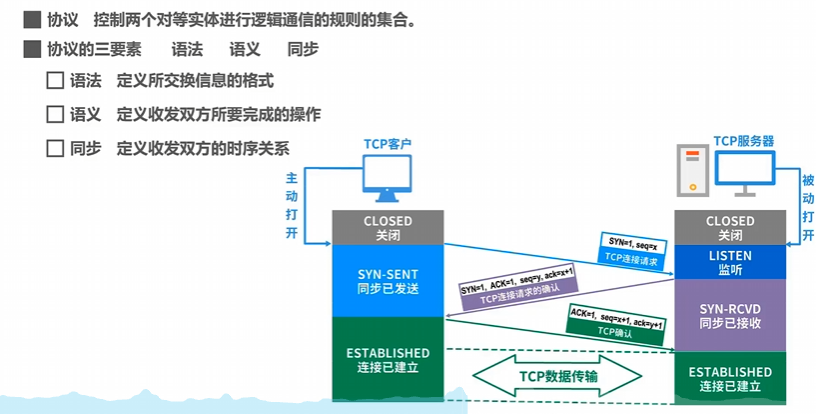 协议 控制两个对等实体进行逻辑通信的规则的集合。
协议的三要素 语法 语义 同步
语法 定义所交换信息的格式
语义 定义收发双方所要完成的操作
同步 定义收发双方的时序关系
TCP客户
TCP服务器
主动打开
被动打开
CLOSED
关闭
CLOSED
关闭
SYN=1, seq=x
TCP连接请求
LISTEN
监听
SYN-SENT
同步已发送
SYN=1, ACK=1, seq=y, ack=x+1
TCP连接请求的确认
SYN-RCVD
同步已接收
ACK=1, seq=x+1, ack=y+1
TCP确认
ESTABLISHED
连接已建立
TCP数据传输
ESTABLISHED
连接已建立